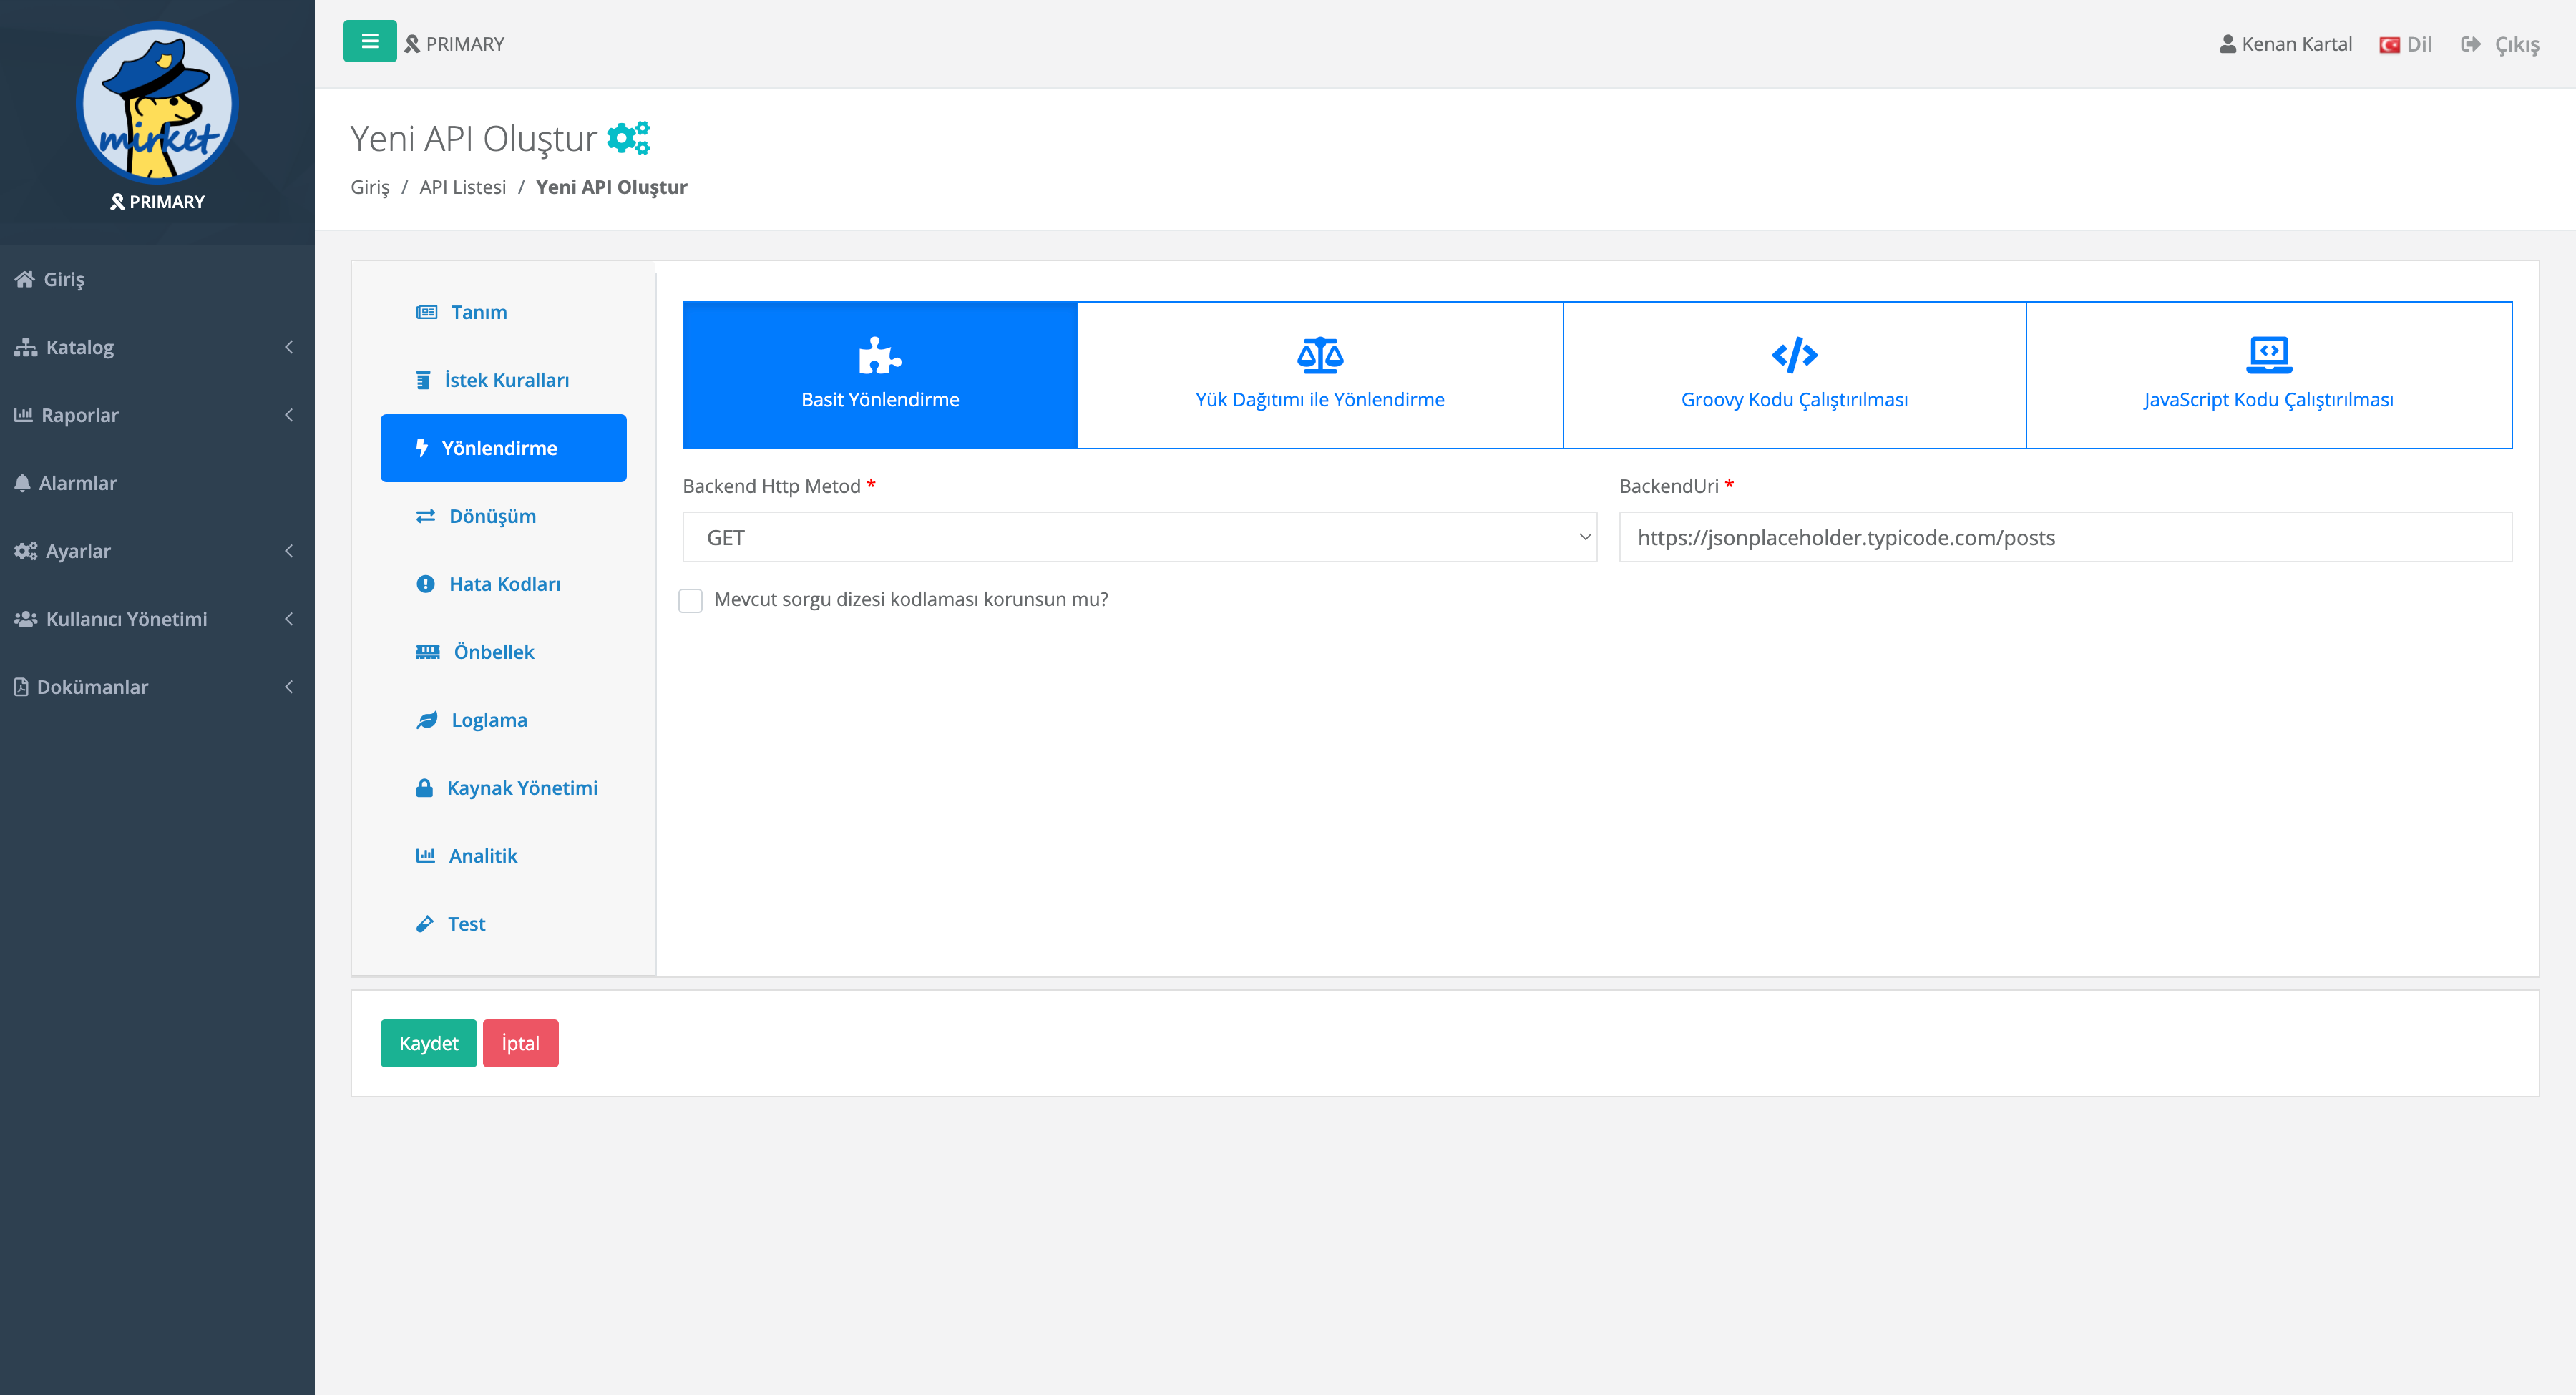 mirket
PRIMARY
Giriş
Katalog
Raporlar
Alarmlar
Ayarlar
Kullanıcı Yönetimi
Dokümanlar
PRIMARY
Kenan Kartal
Dil
Çıkış
Yeni API Oluştur
Giriş / API Listesi / Yeni API Oluştur
Tanım
İstek Kuralları
Yönlendirme
Dönüşüm
Hata Kodları
Önbellek
Loglama
Kaynak Yönetimi
Analitik
Test
Basit Yönlendirme
Yük Dağıtımı ile Yönlendirme
Groovy Kodu Çalıştırılması
JavaScript Kodu Çalıştırılması
Backend Http Metod *
GET
BackendUri *
https://jsonplaceholder.typicode.com/posts
Mevcut sorgu dizesi kodlaması korunsun mu?
Kaydet
İptal